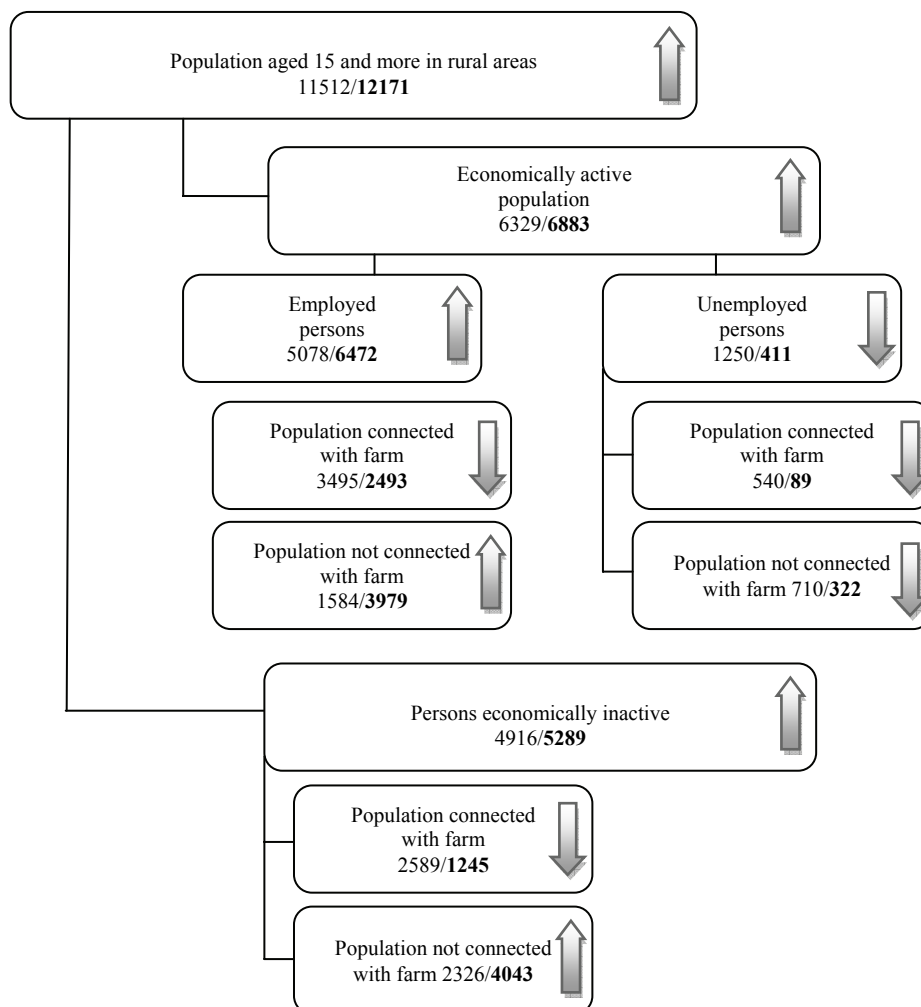 Population aged 15 and more in rural areas
11512/12171
Economically active
population
6329/6883
Employed
persons
5078/6472
Unemployed
persons
1250/411
Population connected
with farm
3495/2493
Population connected
with farm
540/89
Population not connected
with farm
1584/3979
Population not connected
with farm 710/322
Persons economically inactive
4916/5289
Population connected
with farm
2589/1245
Population not connected
with farm 2326/4043